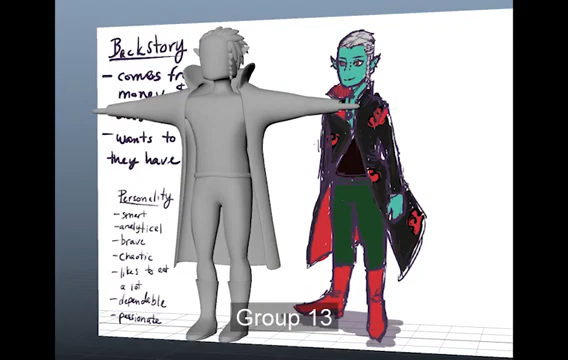 Backstory
- comes fr
money &
- wants to
they have
Personality
- smart
- analytical
- brave
- chaotic
- likes to eat
a lot
- dependable
- passionate
Group 13